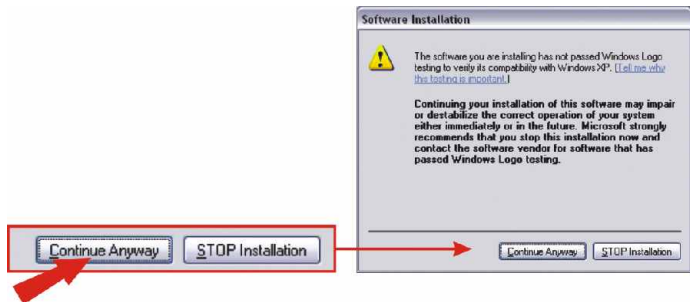 Software Installation
The software you are installing has not passed Windows Logo
testing to verify its compatibility with Windows XP. (Tell me why
this testing is important.)
Continuing your installation of this software may impair
or destabilize the correct operation of your system
either immediately or in the future. Microsoft strongly
recommends that you stop this installation now and
contact the software vendor for software that has
passed Windows Logo testing.
Continue Anyway STOP Installation
Continue Anyway STOP Installation